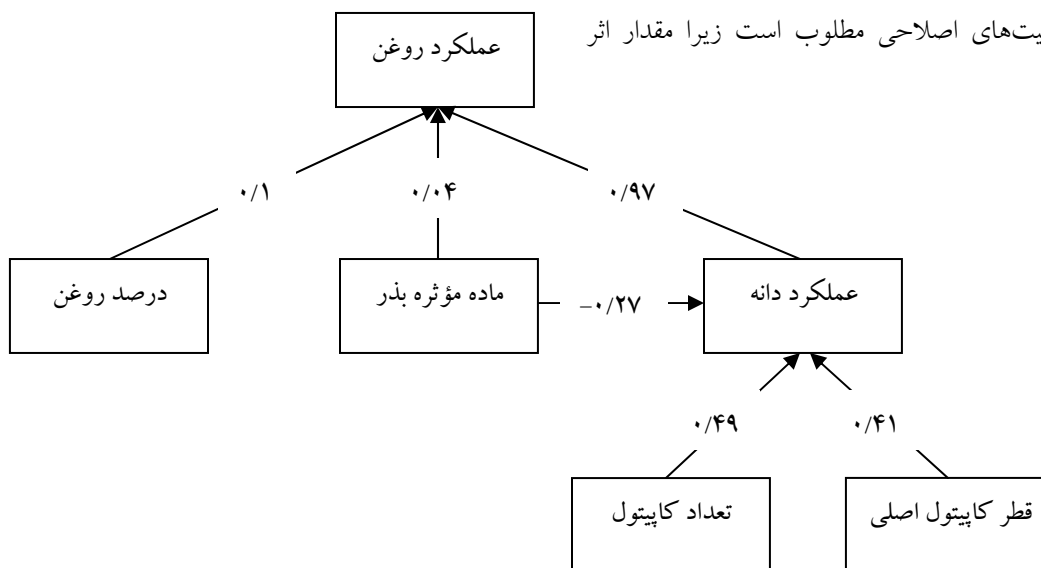 عملکرد روغن
یت‌های اصلاحی مطلوب است زیرا مقدار اثر
۰/۹۷
۰/۰۴
۰/۱
عملکرد دانه
ماده مؤثره بذر
درصد روغن
–۰/۲۷
۰/۴۱
۰/۴۹
قطر کاپیتول اصلی
تعداد کاپیتول